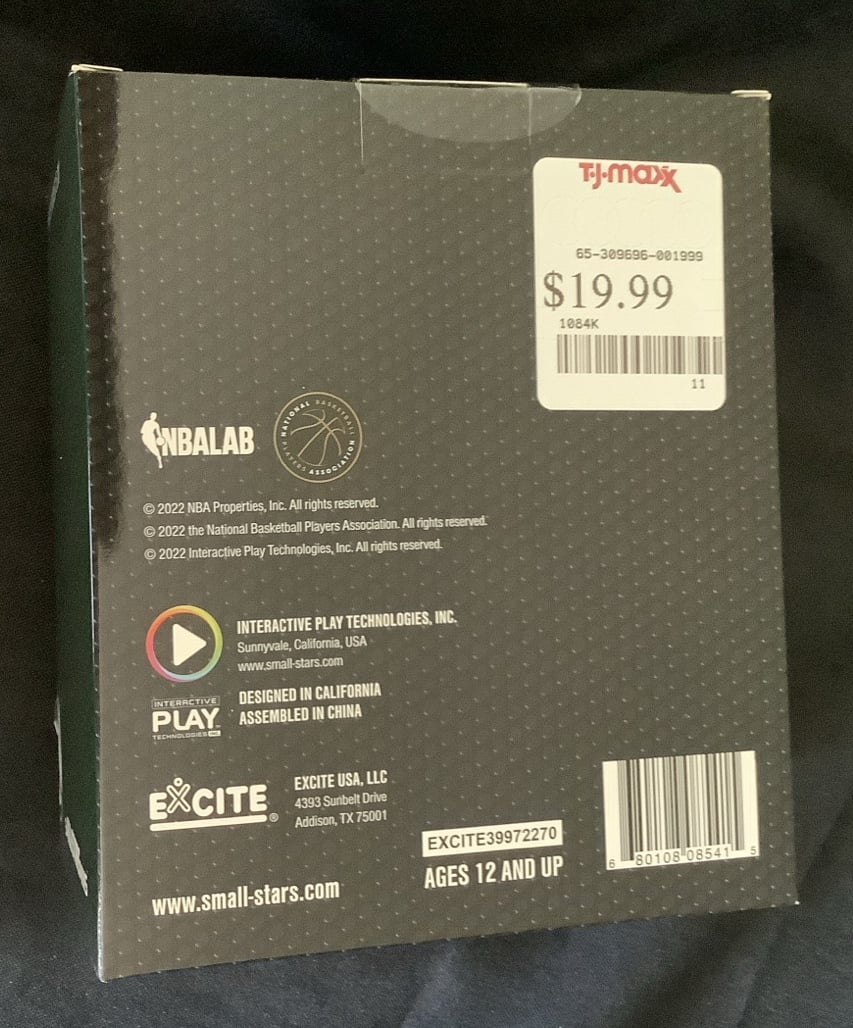 T·J·maxx
65-309696-001999
$19.99
1084K
11
NBALAB
NATIONAL BASKETBALL
PLAYERS ASSOCIATION
© 2022 NBA Properties, Inc. All rights reserved.
© 2022 the National Basketball Players Association. All rights reserved.
© 2022 Interactive Play Technologies, Inc. All rights reserved.
INTERACTIVE PLAY TECHNOLOGIES, INC.
Sunnyvale, California, USA
www.small-stars.com
INTERACTIVE
PLAY
TECHNOLOGIES INC
DESIGNED IN CALIFORNIA
ASSEMBLED IN CHINA
EXCITE®
EXCITE USA, LLC
4393 Sunbelt Drive
Addison, TX 75001
EXCITE39972270
AGES 12 AND UP
6 80108 08541 5
www.small-stars.com